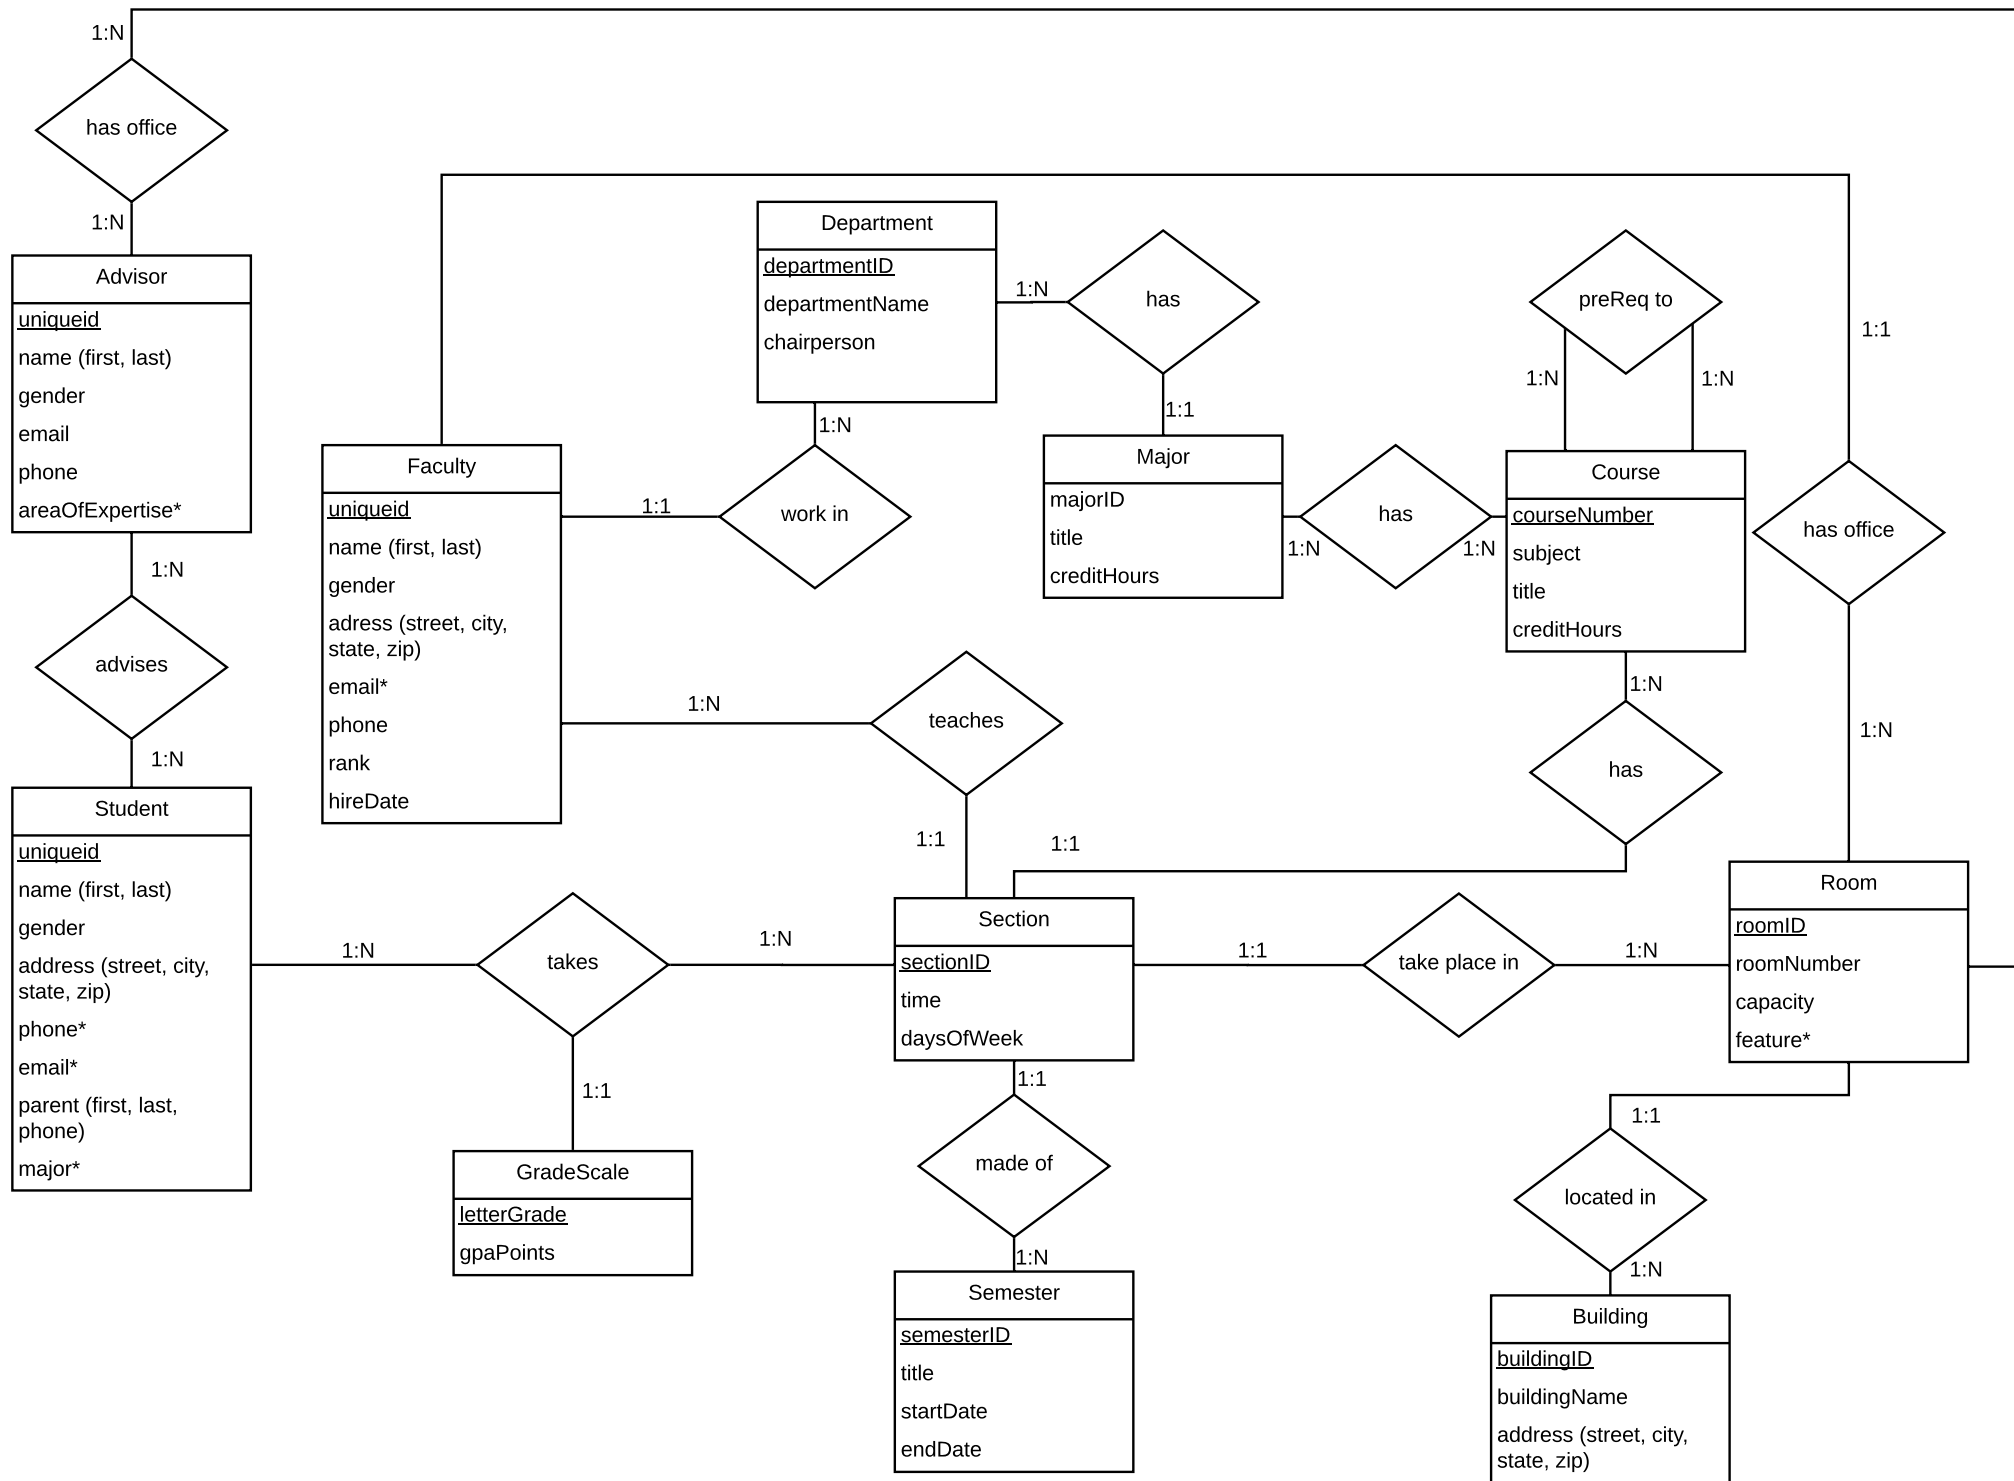 1:N
has office
1:N
Advisor
uniqueid
name (first, last)
gender
email
phone
areaOfExpertise*
1:N
advises
1:N
Student
uniqueid
name (first, last)
gender
address (street, city,
state, zip)
phone*
email*
parent (first, last,
phone)
major*
Faculty
uniqueid
name (first, last)
gender
adress (street, city,
state, zip)
email*
phone
rank
hireDate
1:1
work in
1:N
Department
departmentID
departmentName
chairperson
1:N
has
1:1
Major
majorID
title
creditHours
1:N
has
1:N
preReq to
1:N
1:N
Course
courseNumber
subject
title
creditHours
1:1
has office
1:N
1:N
teaches
1:1
1:N
has
1:1
1:N
takes
1:N
1:1
GradeScale
letterGrade
gpaPoints
Section
sectionID
time
daysOfWeek
1:1
take place in
1:N
Room
roomID
roomNumber
capacity
feature*
1:1
made of
1:N
Semester
semesterID
title
startDate
endDate
1:1
located in
1:N
Building
buildingID
buildingName
address (street, city,
state, zip)